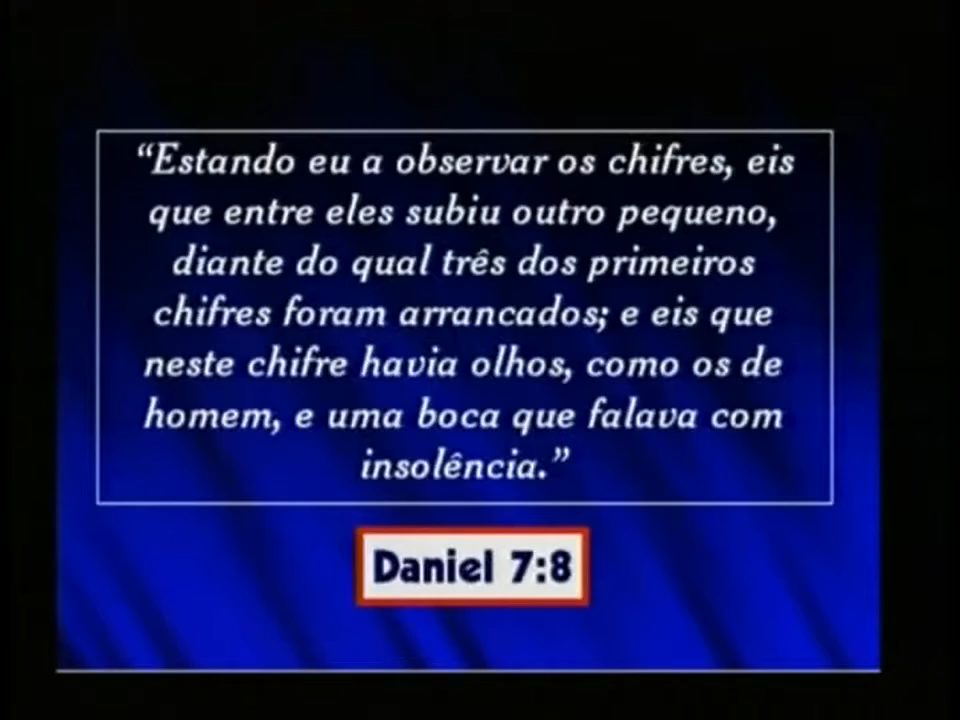 “Estando eu a observar os chifres, eis
que entre eles subiu outro pequeno,
diante do qual três dos primeiros
chifres foram arrancados; e eis que
neste chifre havia olhos, como os de
homem, e uma boca que falava com
insolência.”
Daniel 7:8